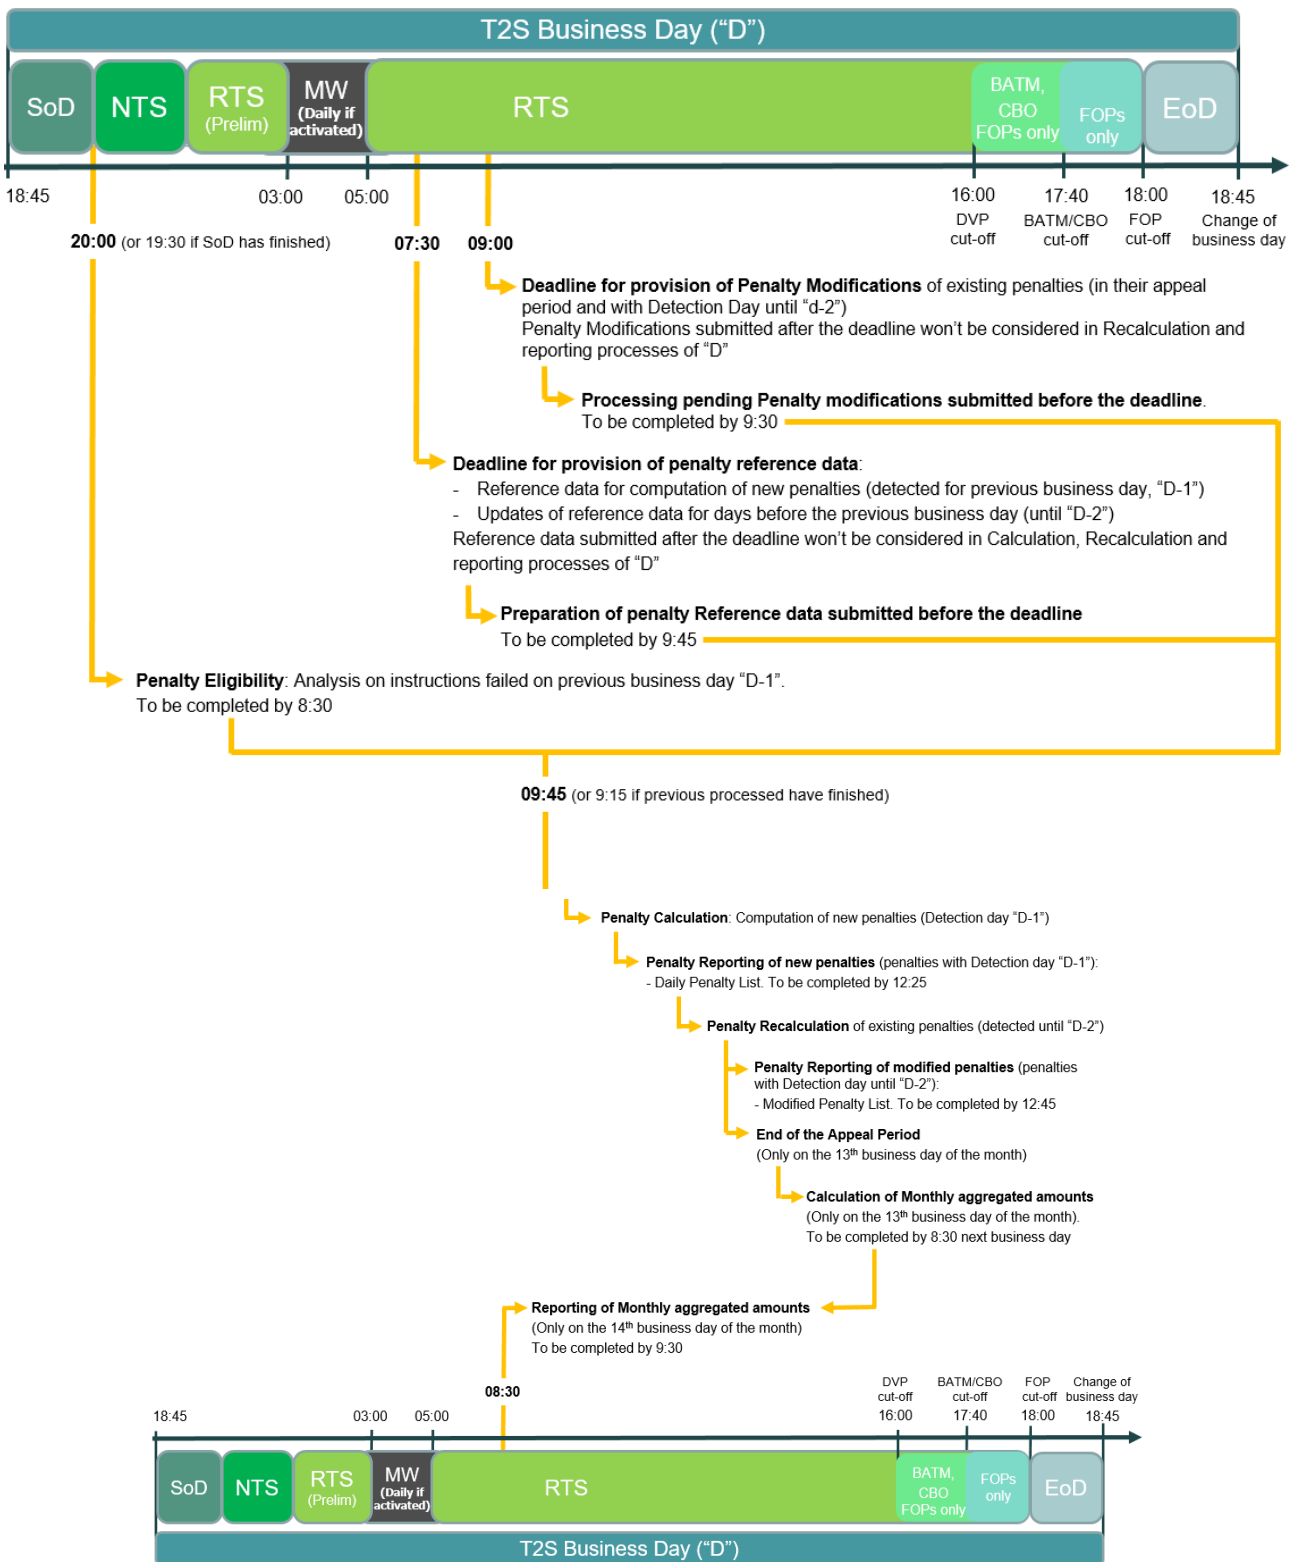 T2S Business Day (“D”)
SoD
NTS
RTS
(Prelim)
MW
(Daily if
activated)
RTS
BATM,
CBO
FOPs only
FOPs
only
EoD
18:45
03:00
05:00
16:00
DVP
cut-off
17:40
BATM/CBO
cut-off
18:00
FOP
cut-off
18:45
Change of
business day
20:00 (or 19:30 if SoD has finished)
07:30
09:00
Deadline for provision of Penalty Modifications of existing penalties (in their appeal
period and with Detection Day until “d-2”)
Penalty Modifications submitted after the deadline won’t be considered in Recalculation and
reporting processes of “D”
Processing pending Penalty modifications submitted before the deadline.
To be completed by 9:30
Deadline for provision of penalty reference data:
- Reference data for computation of new penalties (detected for previous business day, “D-1”)
- Updates of reference data for days before the previous business day (until “D-2”)
Reference data submitted after the deadline won’t be considered in Calculation, Recalculation and
reporting processes of “D”
Preparation of penalty Reference data submitted before the deadline
To be completed by 9:45
Penalty Eligibility: Analysis on instructions failed on previous business day “D-1”.
To be completed by 8:30
09:45 (or 9:15 if previous processed have finished)
Penalty Calculation: Computation of new penalties (Detection day “D-1”)
Penalty Reporting of new penalties (penalties with Detection day “D-1”):
- Daily Penalty List. To be completed by 12:25
Penalty Recalculation of existing penalties (detected until “D-2”)
Penalty Reporting of modified penalties (penalties
with Detection day until “D-2”):
- Modified Penalty List. To be completed by 12:45
End of the Appeal Period
(Only on the 13th business day of the month)
Calculation of Monthly aggregated amounts
(Only on the 13th business day of the month).
To be completed by 8:30 next business day
Reporting of Monthly aggregated amounts
(Only on the 14th business day of the month)
To be completed by 9:30
08:30
18:45
03:00
05:00
DVP
cut-off
16:00
BATM/CBO
cut-off
17:40
FOP
cut-off
18:00
Change of
business day
18:45
SoD
NTS
RTS
(Prelim)
MW
(Daily if
activated)
RTS
BATM,
CBO
FOPs only
FOPs
only
EoD
T2S Business Day (“D”)